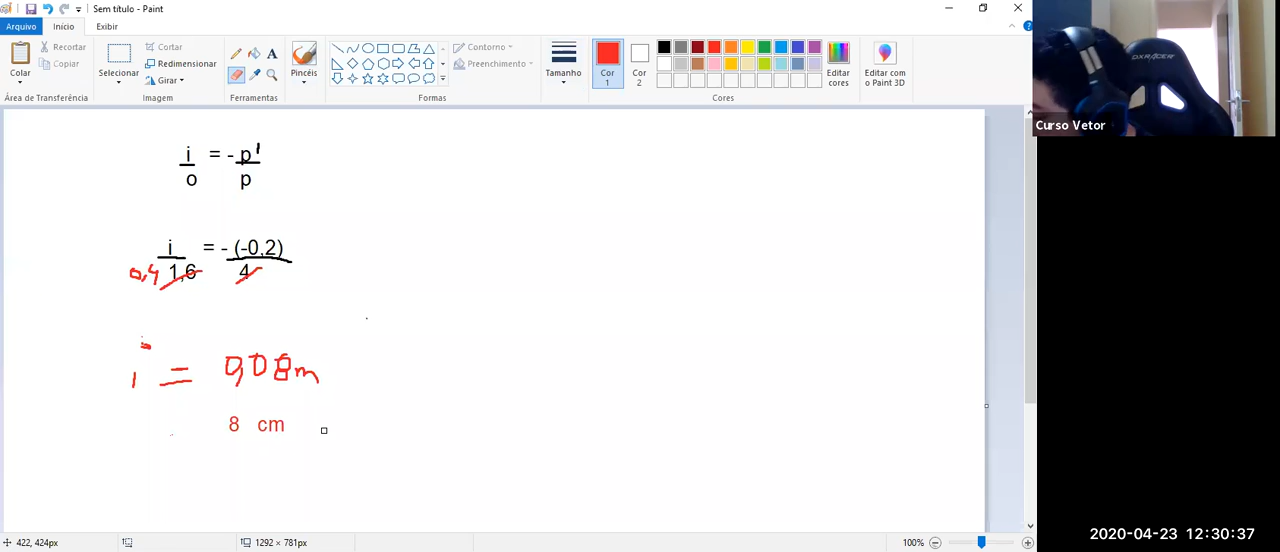 Sem título - Paint
Arquivo Início Exibir
Colar
Recortar
Copiar
Área de Transferência
Selecionar
Cortar
Redimensionar
Girar
Imagem
A
Ferramentas
Pincéis
Contorno
Preenchimento
Formas
Tamanho
Cor 1
Cor 2
Editar cores
Cores
Editar com o Paint 3D
Curso Vetor
i = - p'
o p
i = - (-0,2)
0,4 1,6 4
i = 0,08m
8 cm
422, 424px
1292 × 781px
100%
2020-04-23 12:30:37